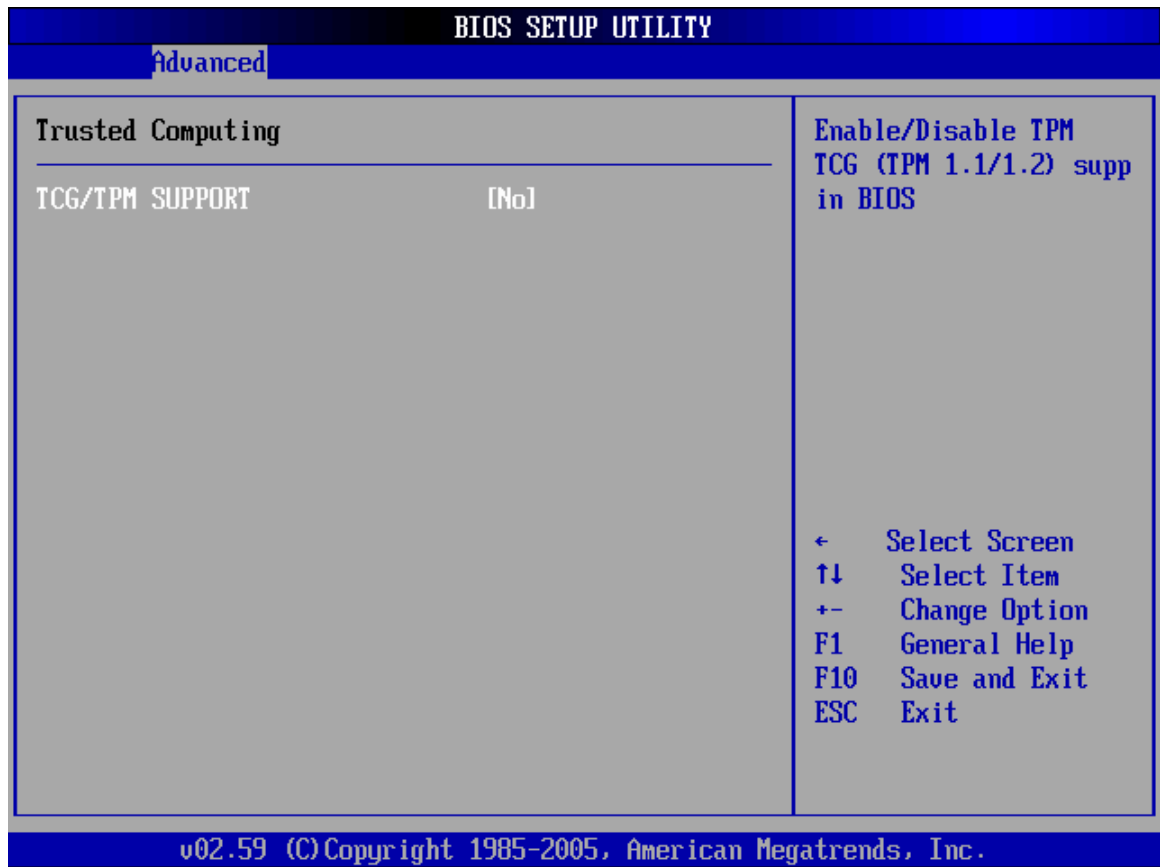 BIOS SETUP UTILITY
Advanced
Trusted Computing
TCG/TPM SUPPORT [No]
Enable/Disable TPM
TCG (TPM 1.1/1.2) supp
in BIOS
← Select Screen
↑↓ Select Item
+- Change Option
F1 General Help
F10 Save and Exit
ESC Exit
v02.59 (C)Copyright 1985-2005, American Megatrends, Inc.